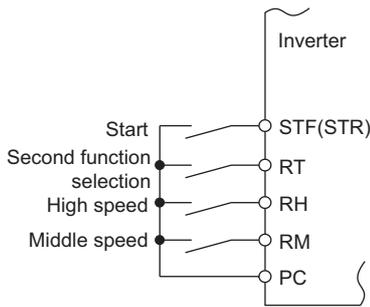 Inverter
Start
STF(STR)
Second function
selection
RT
High speed
RH
Middle speed
RM
PC